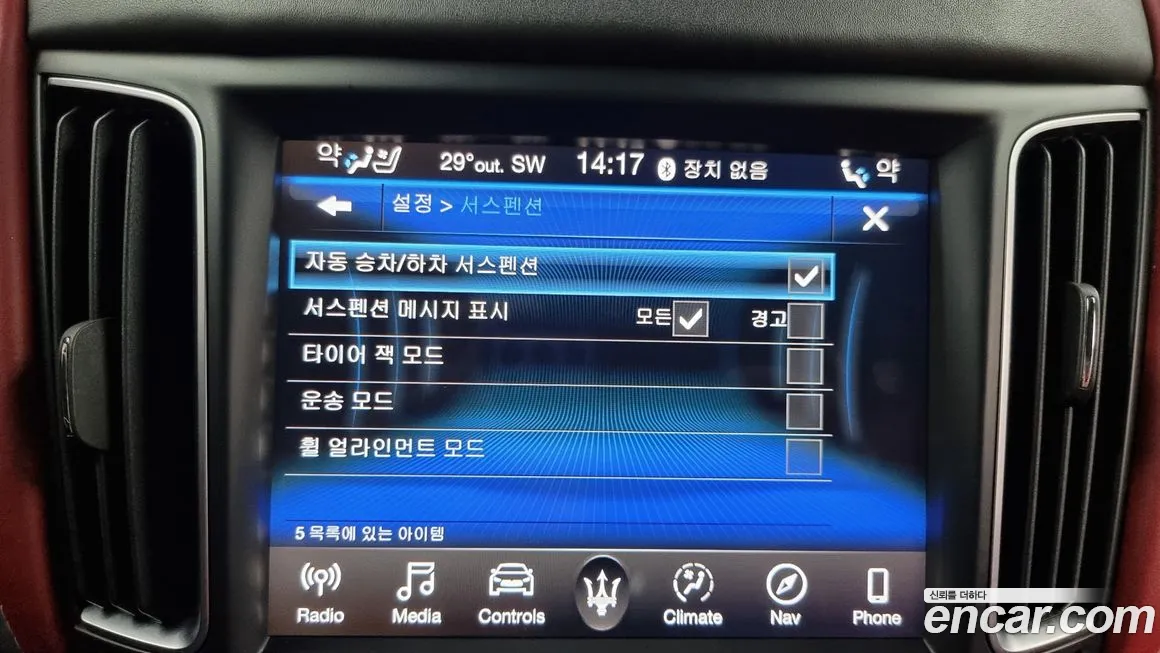 약 29°out. SW 14:17 장치 없음 약
설정 > 서스펜션
자동 승차/하차 서스펜션
서스펜션 메시지 표시 모든 경고
타이어 잭 모드
운송 모드
휠 얼라인먼트 모드
5 목록에 있는 아이템
Radio Media Controls Climate Nav Phone
신뢰를 더하다
encar.com